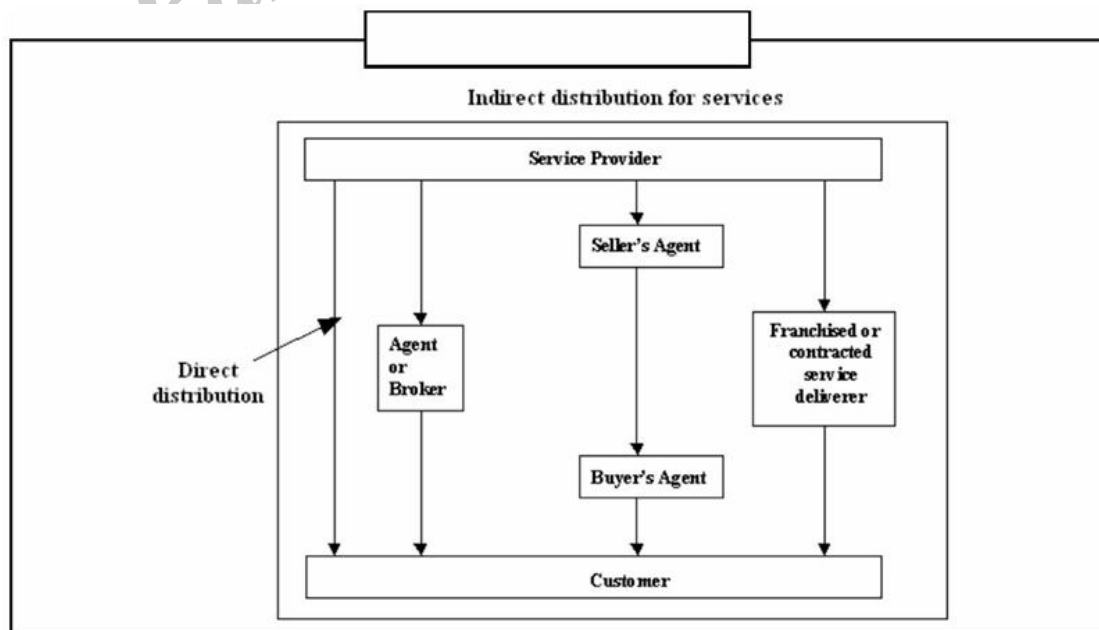 Indirect distribution for services
Service Provider
Seller's Agent
Franchised or
contracted
service
deliverer
Agent
or
Broker
Direct
distribution
Buyer's Agent
Customer